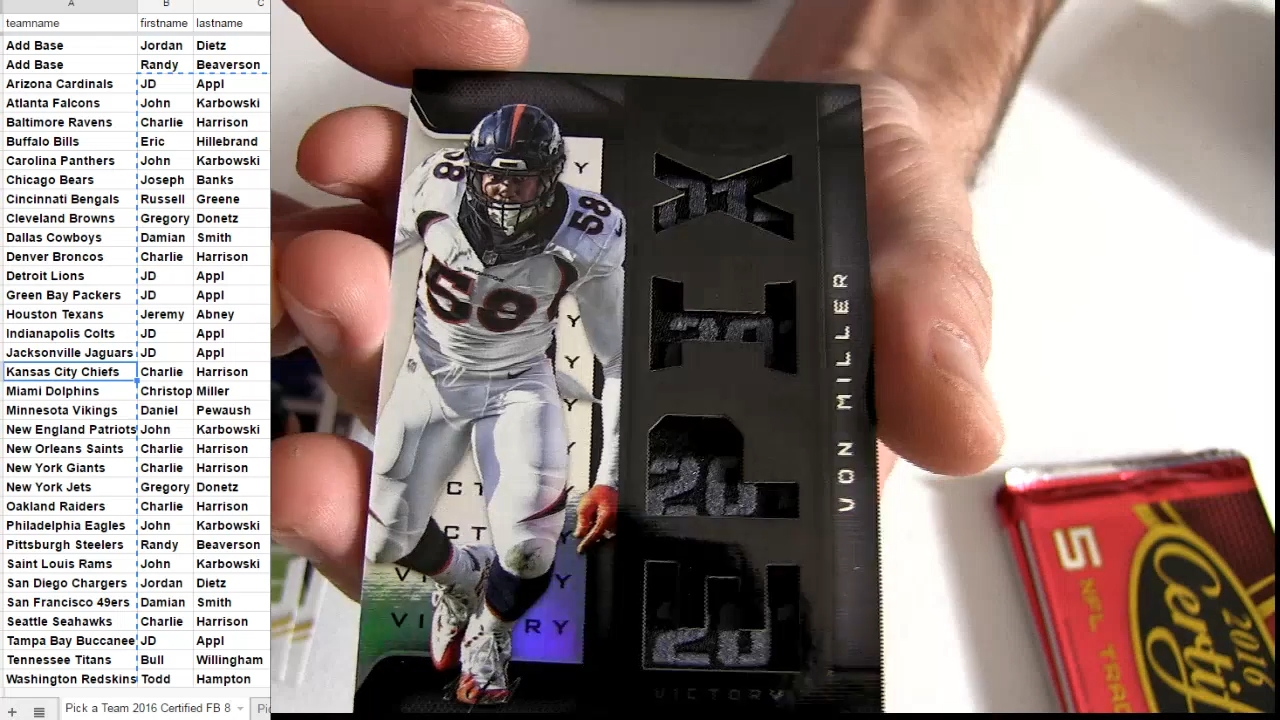 A B C
teamname firstname lastname
Add Base Jordan Dietz
Add Base Randy Beaverson
Arizona Cardinals JD Appl
Atlanta Falcons John Karbowski
Baltimore Ravens Charlie Harrison
Buffalo Bills Eric Hillebrand
Carolina Panthers John Karbowski
Chicago Bears Joseph Banks
Cincinnati Bengals Russell Greene
Cleveland Browns Gregory Donetz
Dallas Cowboys Damian Smith
Denver Broncos Charlie Harrison
Detroit Lions JD Appl
Green Bay Packers JD Appl
Houston Texans Jeremy Abney
Indianapolis Colts JD Appl
Jacksonville Jaguars JD Appl
Kansas City Chiefs Charlie Harrison
Miami Dolphins Christop Miller
Minnesota Vikings Daniel Pewaush
New England Patriots John Karbowski
New Orleans Saints Charlie Harrison
New York Giants Charlie Harrison
New York Jets Gregory Donetz
Oakland Raiders Charlie Harrison
Philadelphia Eagles John Karbowski
Pittsburgh Steelers Randy Beaverson
Saint Louis Rams John Karbowski
San Diego Chargers Jordan Dietz
San Francisco 49ers Damian Smith
Seattle Seahawks Charlie Harrison
Tampa Bay Buccanee JD Appl
Tennessee Titans Bull Willingham
Washington Redskins Todd Hampton
Pick a Team 2016 Certified FB 8
58
58
58
Y
Y
Y
Y
Y
CT Y
CT Y
VI Y
VI RY
EPIX
VICTORY
VON MILLER
5 NFL TRA
2016
Certif